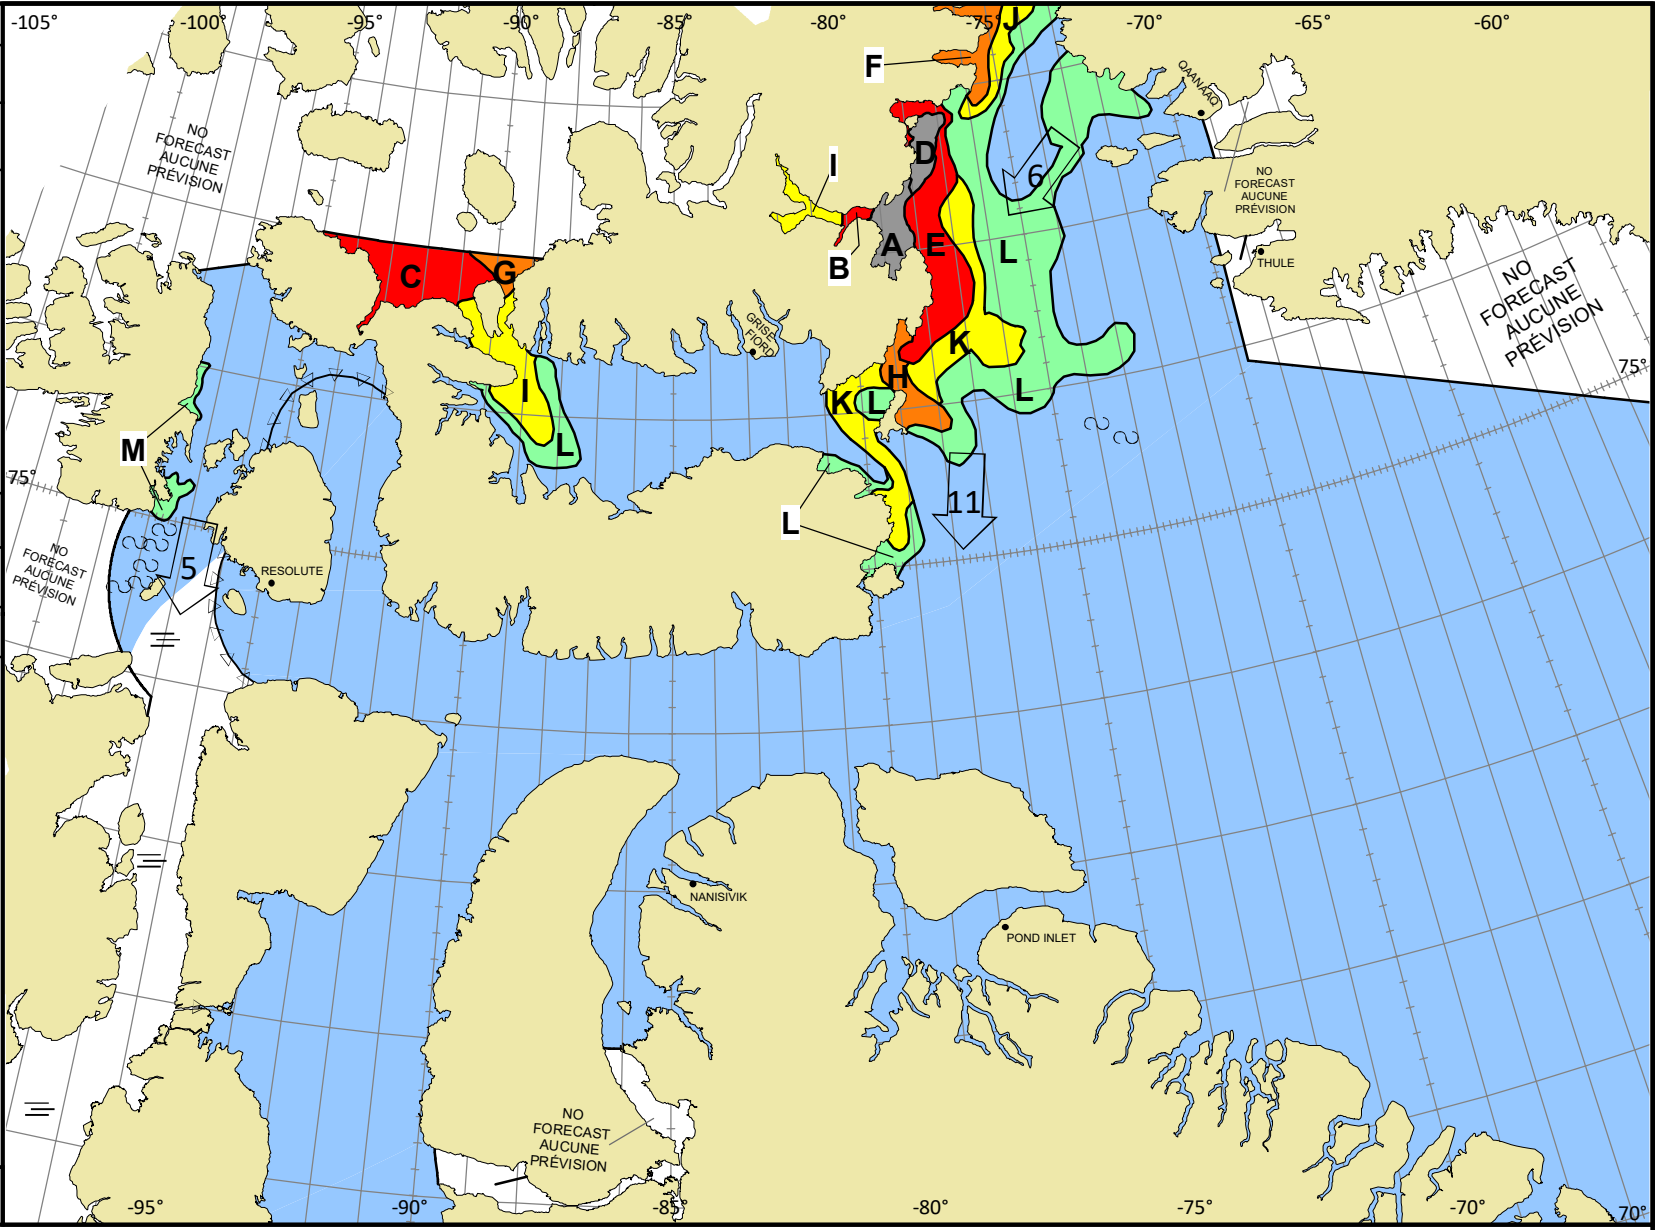 -105°
-100°
-95°
-90°
-85°
-80°
-75°
-70°
-65°
-60°
J
F
QAANAAQ
NO
FORECAST
AUCUNE
PRÉVISION
D
I
6
NO
FORECAST
AUCUNE
PRÉVISION
A
E
L
B
THULE
C
G
NO
FORECAST
AUCUNE
PRÉVISION
GRISE
FIORD
K
75°
H
I
K
L
L
M
L
75°
11
L
5
RESOLUTE
NO
FORECAST
AUCUNE
PRÉVISION
NANISIVIK
POND INLET
NO
FORECAST
AUCUNE
PRÉVISION
-95°
-90°
-85°
-80°
-75°
-70°
70°